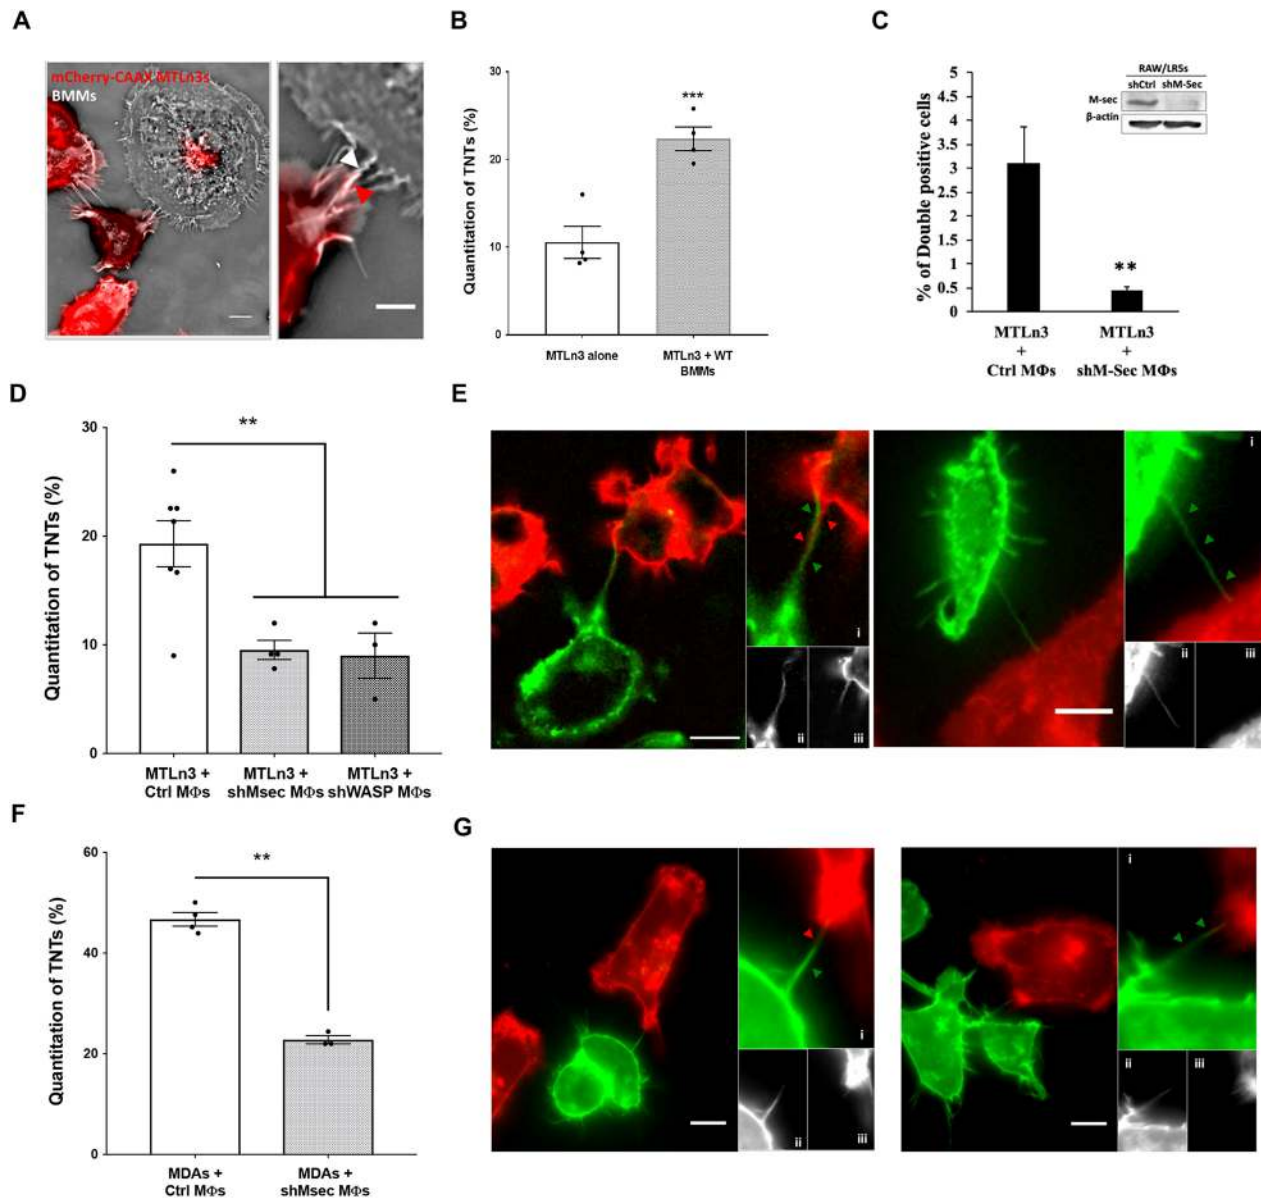 A
mCherry-CAAX MTLn3s
BMMs
B
Quantitation of TNTs (%)
30
20
10
0
***
MTLn3 alone
MTLn3 + WT
BMMs
C
% of Double positive cells
5
4.5
4
3.5
3
2.5
2
1.5
1
0.5
0
**
RAW/LR5s
shCtrl shM-Sec
M-sec
β-actin
MTLn3
+
Ctrl MΦs
MTLn3
+
shM-Sec MΦs
D
Quantitation of TNTs (%)
30
20
10
0
**
MTLn3 +
Ctrl MΦs
MTLn3 +
shMsec MΦs
MTLn3 +
shWASP MΦs
E
i
ii
iii
i
ii
iii
F
Quantitation of TNTs (%)
60
40
20
0
**
MDAs +
Ctrl MΦs
MDAs +
shMsec MΦs
G
i
ii
iii
i
ii
iii